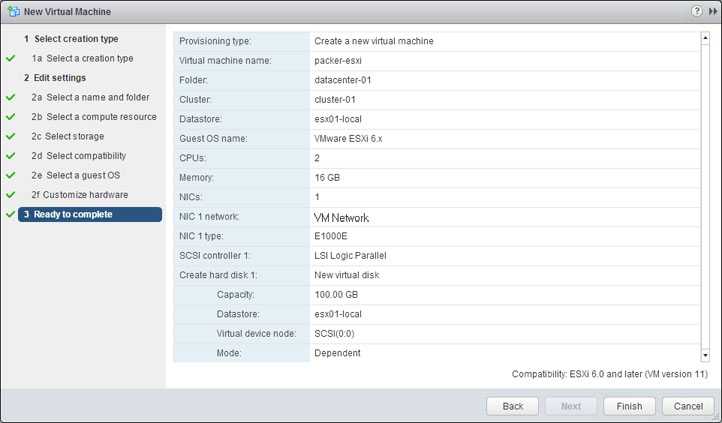 New Virtual Machine
?
1 Select creation type
1a Select a creation type
2 Edit settings
2a Select a name and folder
2b Select a compute resource
2c Select storage
2d Select compatibility
2e Select a guest OS
2f Customize hardware
3 Ready to complete
Provisioning type: Create a new virtual machine
Virtual machine name: packer-esxi
Folder: datacenter-01
Cluster: cluster-01
Datastore: esx01-local
Guest OS name: VMware ESXi 6.x
CPUs: 2
Memory: 16 GB
NICs: 1
NIC 1 network: VM Network
NIC 1 type: E1000E
SCSI controller 1: LSI Logic Parallel
Create hard disk 1: New virtual disk
Capacity: 100.00 GB
Datastore: esx01-local
Virtual device node: SCSI(0:0)
Mode: Dependent
Compatibility: ESXi 6.0 and later (VM version 11)
Back Next Finish Cancel